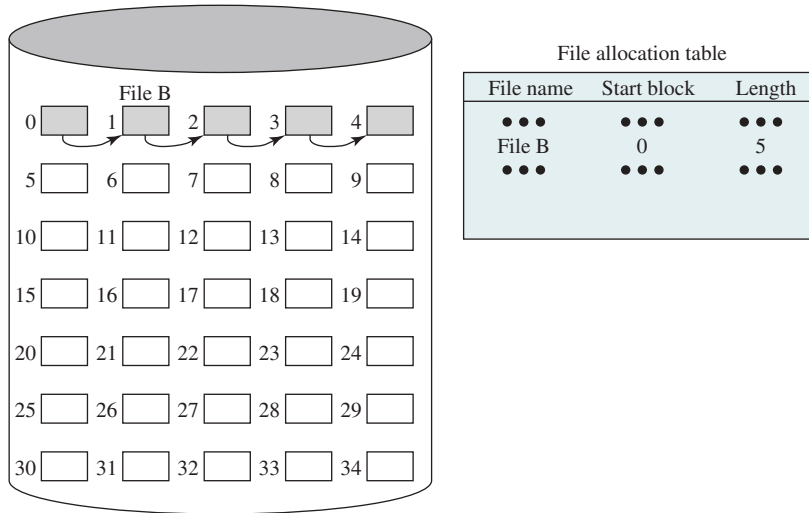 File allocation table
File name Start block Length
••• ••• •••
File B 0 5
••• ••• •••
File B
0 1 2 3 4
5 6 7 8 9
10 11 12 13 14
15 16 17 18 19
20 21 22 23 24
25 26 27 28 29
30 31 32 33 34